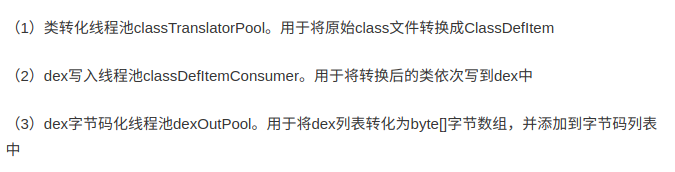 （1）类转化线程池classTranslatorPool。用于将原始class文件转换成ClassDefItem
（2）dex写入线程池classDefItemConsumer。用于将转换后的类依次写到dex中
（3）dex字节码化线程池dexOutPool。用于将dex列表转化为byte[]字节数组，并添加到字节码列表
中